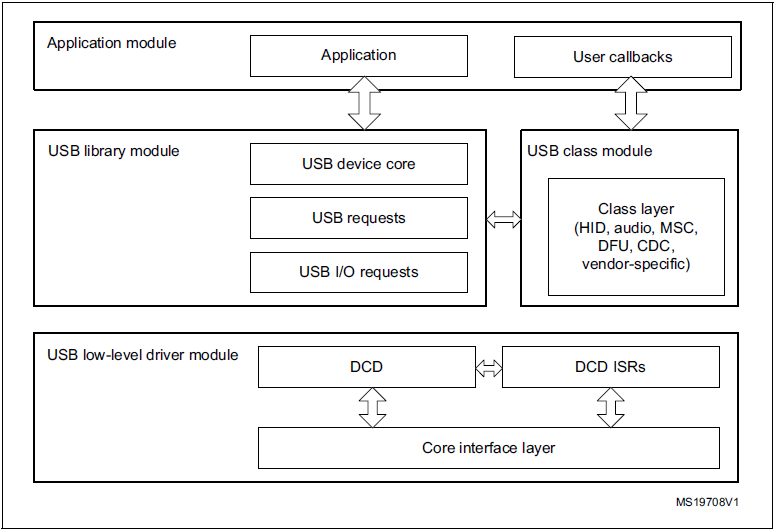 Application module
Application
User callbacks
USB library module
USB device core
USB requests
USB I/O requests
USB class module
Class layer
(HID, audio, MSC,
DFU, CDC,
vendor-specific)
USB low-level driver module
DCD
DCD ISRs
Core interface layer
MS19708V1